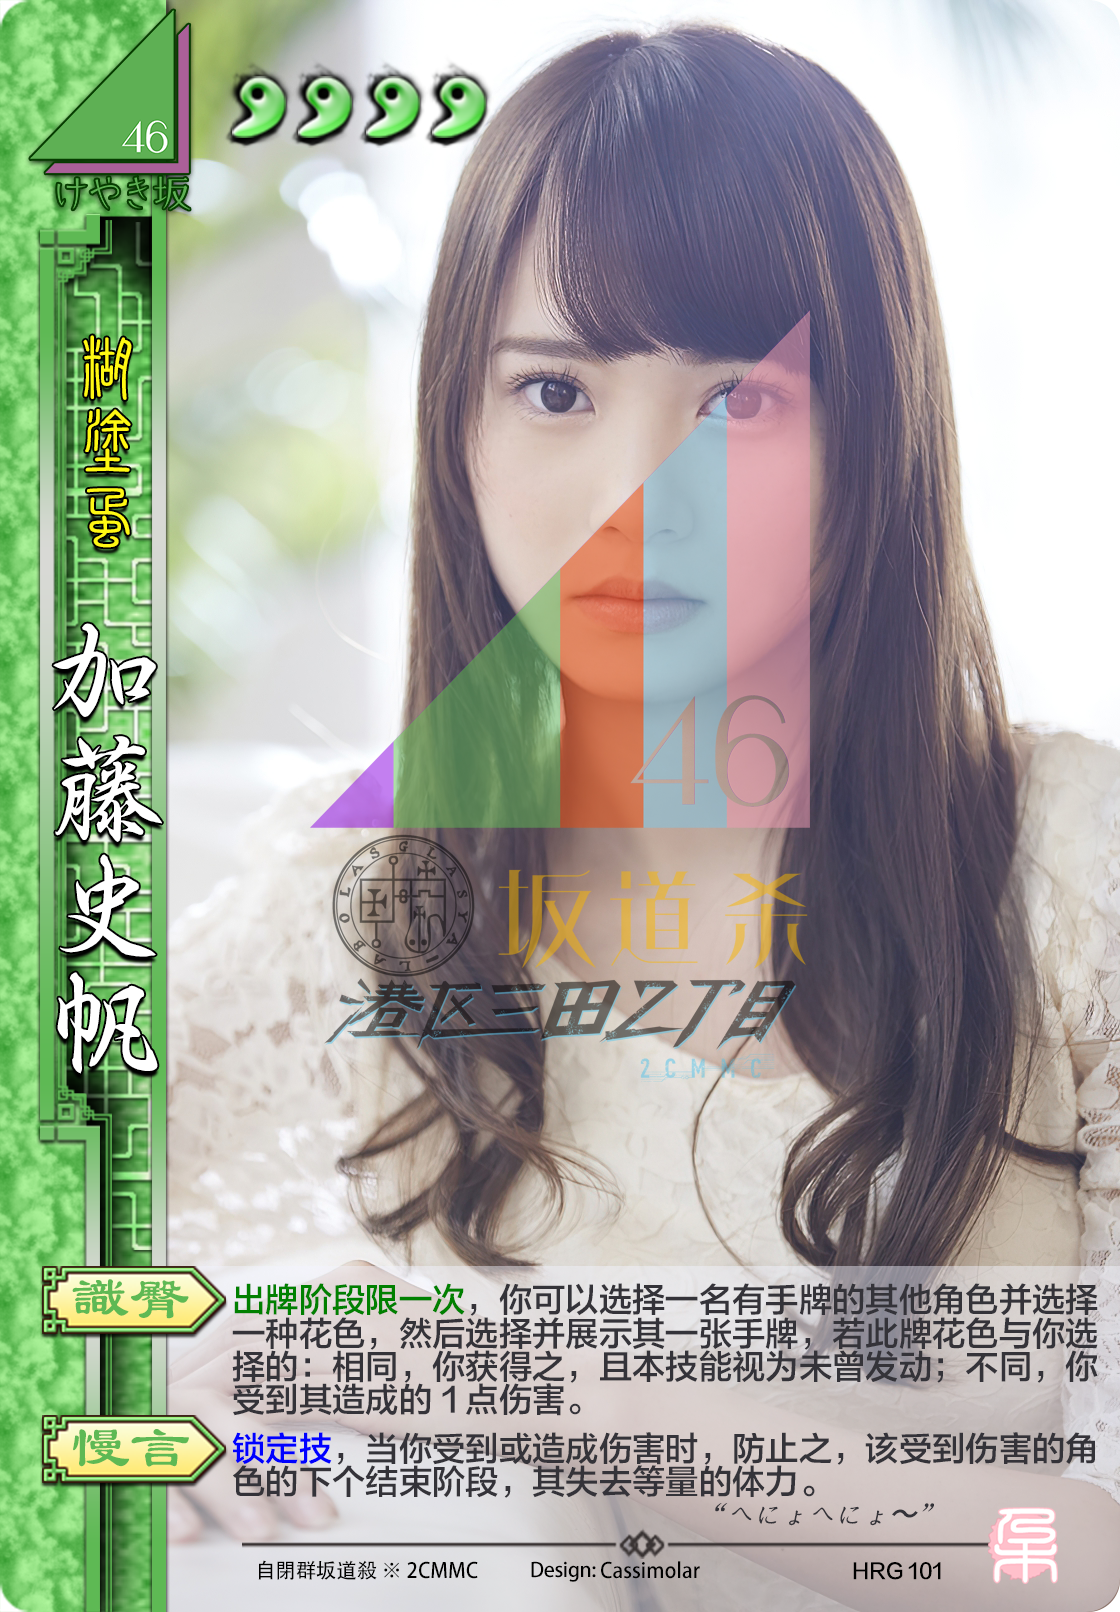 46
けやき坂
糊塗蛋
加藤史帆
46
GLASYALABOLAS
坂道杀
港区三田2丁目
2CMMC
識臀
出牌阶段限一次，你可以选择一名有手牌的其他角色并选择
一种花色，然后选择并展示其一张手牌，若此牌花色与你选
择的：相同，你获得之，且本技能视为未曾发动；不同，你
受到其造成的1点伤害。
慢言
锁定技，当你受到或造成伤害时，防止之，该受到伤害的角
色的下个结束阶段，其失去等量的体力。
“へにょへにょ〜”
自閉群坂道殺 ※ 2CMMC Design: Cassimolar HRG 101